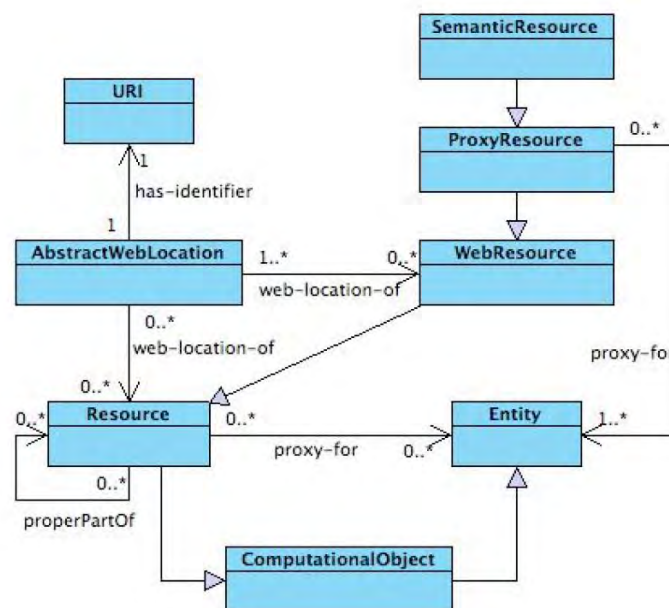 SemanticResource
URI
ProxyResource
0..*
1
has-identifier
1
AbstractWebLocation
1..*
0..*
WebResource
web-location-of
0..*
web-location-of
proxy-for
0..*
0..*
Resource
0..*
Entity
1..*
proxy-for
0..*
0..*
properPartOf
ComputationalObject